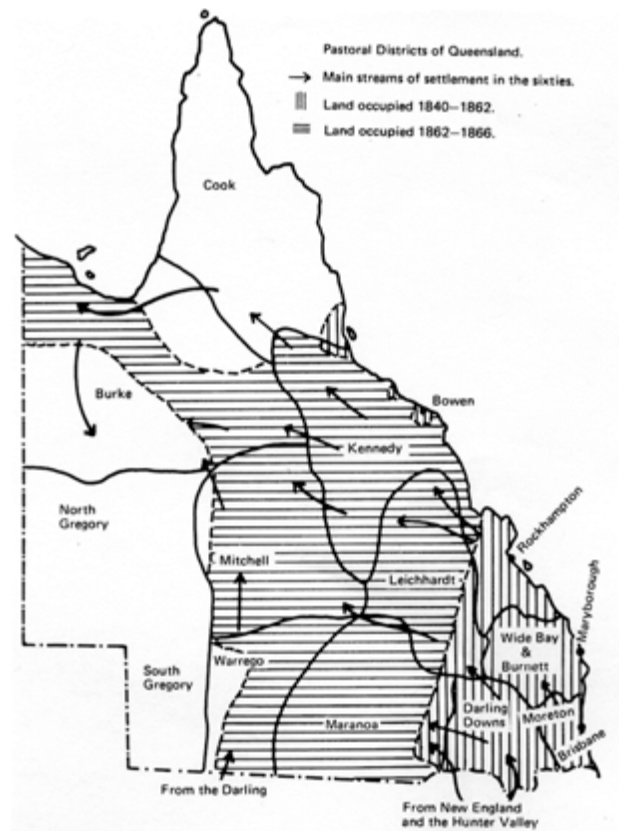 Pastoral Districts of Queensland.
Main streams of settlement in the sixties.
Land occupied 1840–1862.
Land occupied 1862–1866.
Cook
Burke
Bowen
Kennedy
North
Gregory
Rockhampton
Mitchell
Leichhardt
Maryborough
Wide Bay
&
Burnett
South
Gregory
Warrego
Maranoa
Darling
Downs
Moreton
Brisbane
From the Darling
From New England
and the Hunter Valley